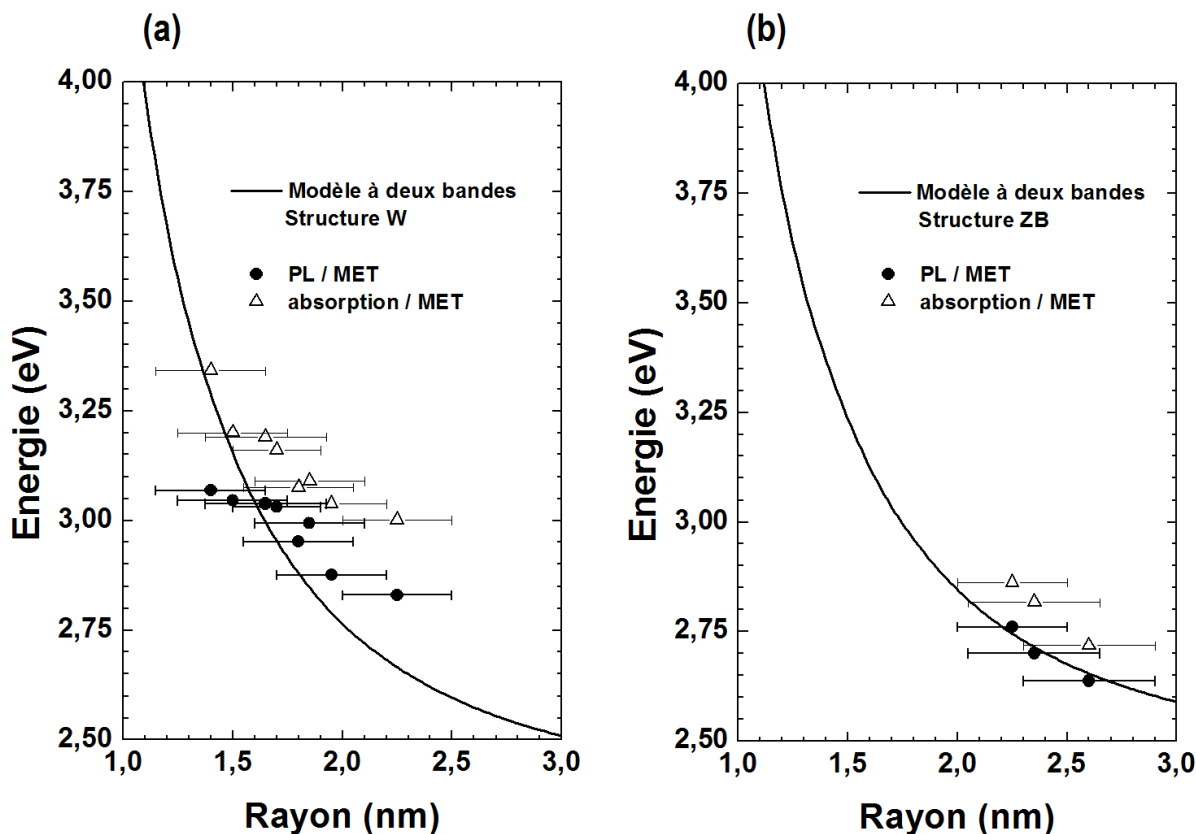 (a)
(b)
4,00
3,75
3,50
3,25
3,00
2,75
2,50
Energie (eV)
Modèle à deux bandes
Structure W
PL / MET
absorption / MET
1,0 1,5 2,0 2,5 3,0
Rayon (nm)
4,00
3,75
3,50
3,25
3,00
2,75
2,50
Energie (eV)
Modèle à deux bandes
Structure ZB
PL / MET
absorption / MET
1,0 1,5 2,0 2,5 3,0
Rayon (nm)